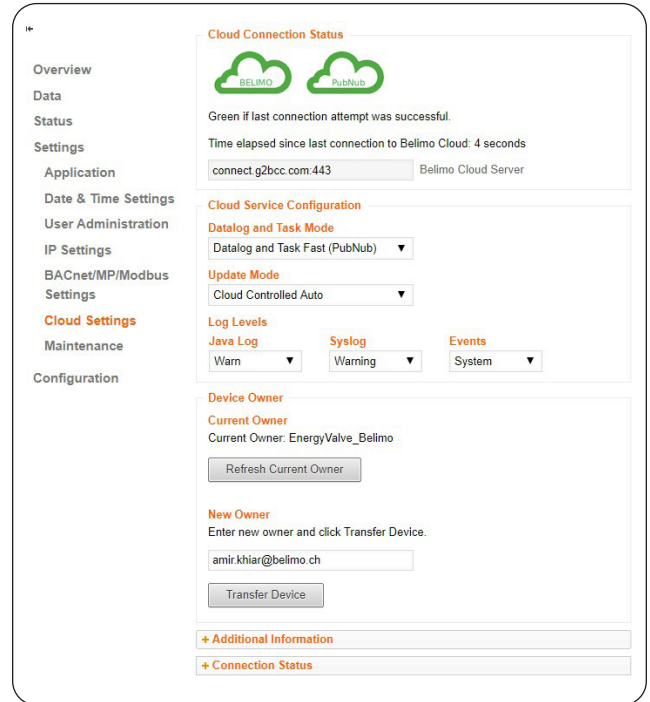 Overview
Data
Status
Settings
Application
Date & Time Settings
User Administration
IP Settings
BACnet/MP/Modbus
Settings
Cloud Settings
Maintenance
Configuration
Cloud Connection Status
BELIMO PubNub
Green if last connection attempt was successful.
Time elapsed since last connection to Belimo Cloud: 4 seconds
connect.g2bcc.com:443 Belimo Cloud Server
Cloud Service Configuration
Datalog and Task Mode
Datalog and Task Fast (PubNub)
Update Mode
Cloud Controlled Auto
Log Levels
Java Log Syslog Events
Warn Warning System
Device Owner
Current Owner
Current Owner: EnergyValve_Belimo
Refresh Current Owner
New Owner
Enter new owner and click Transfer Device.
amir.khiar@belimo.ch
Transfer Device
+ Additional Information
+ Connection Status